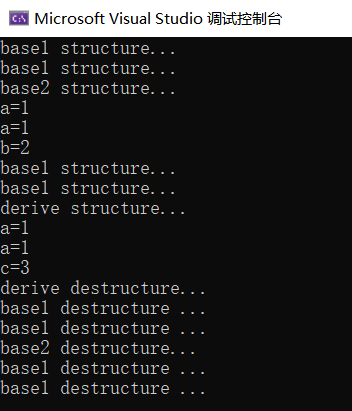 Microsoft Visual Studio 调试控制台
base1 structure...
base1 structure...
base2 structure...
a=1
a=1
b=2
base1 structure...
base1 structure...
derive structure...
a=1
a=1
c=3
derive destructure...
base1 destructure ...
base1 destructure ...
base2 destructure...
base1 destructure ...
base1 destructure ...